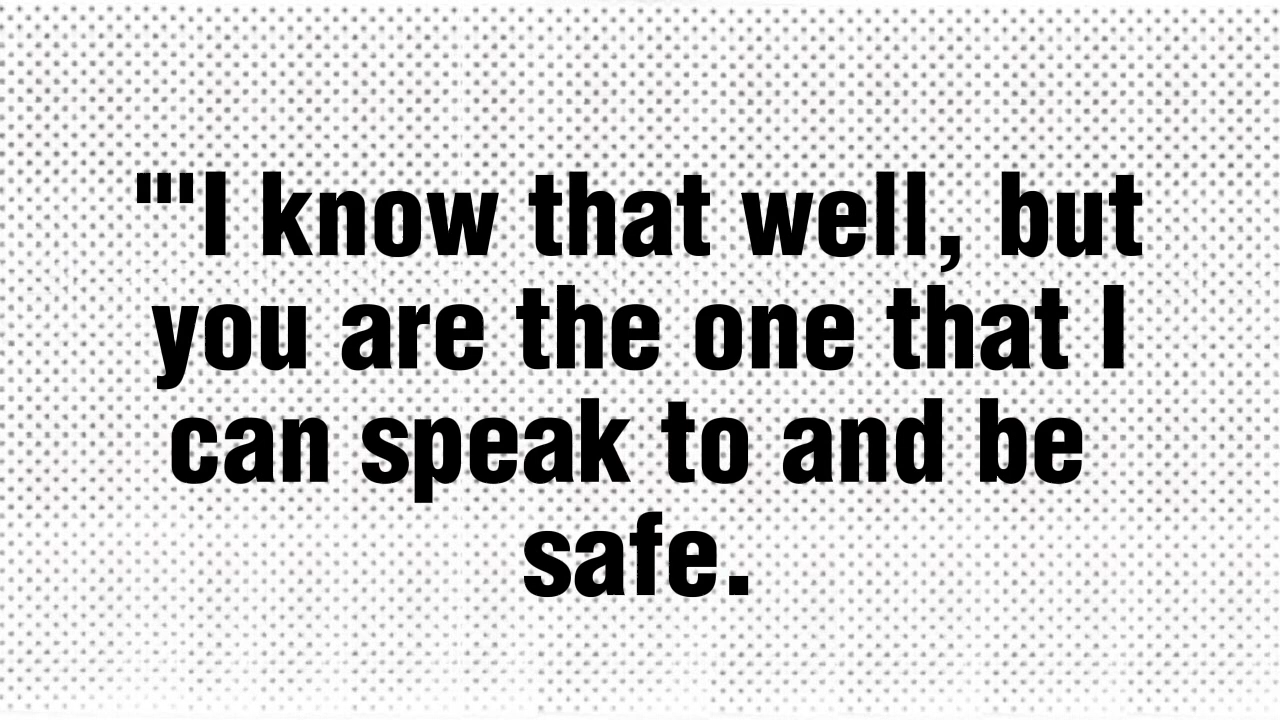 "'I know that well, but
you are the one that I
can speak to and be
safe.